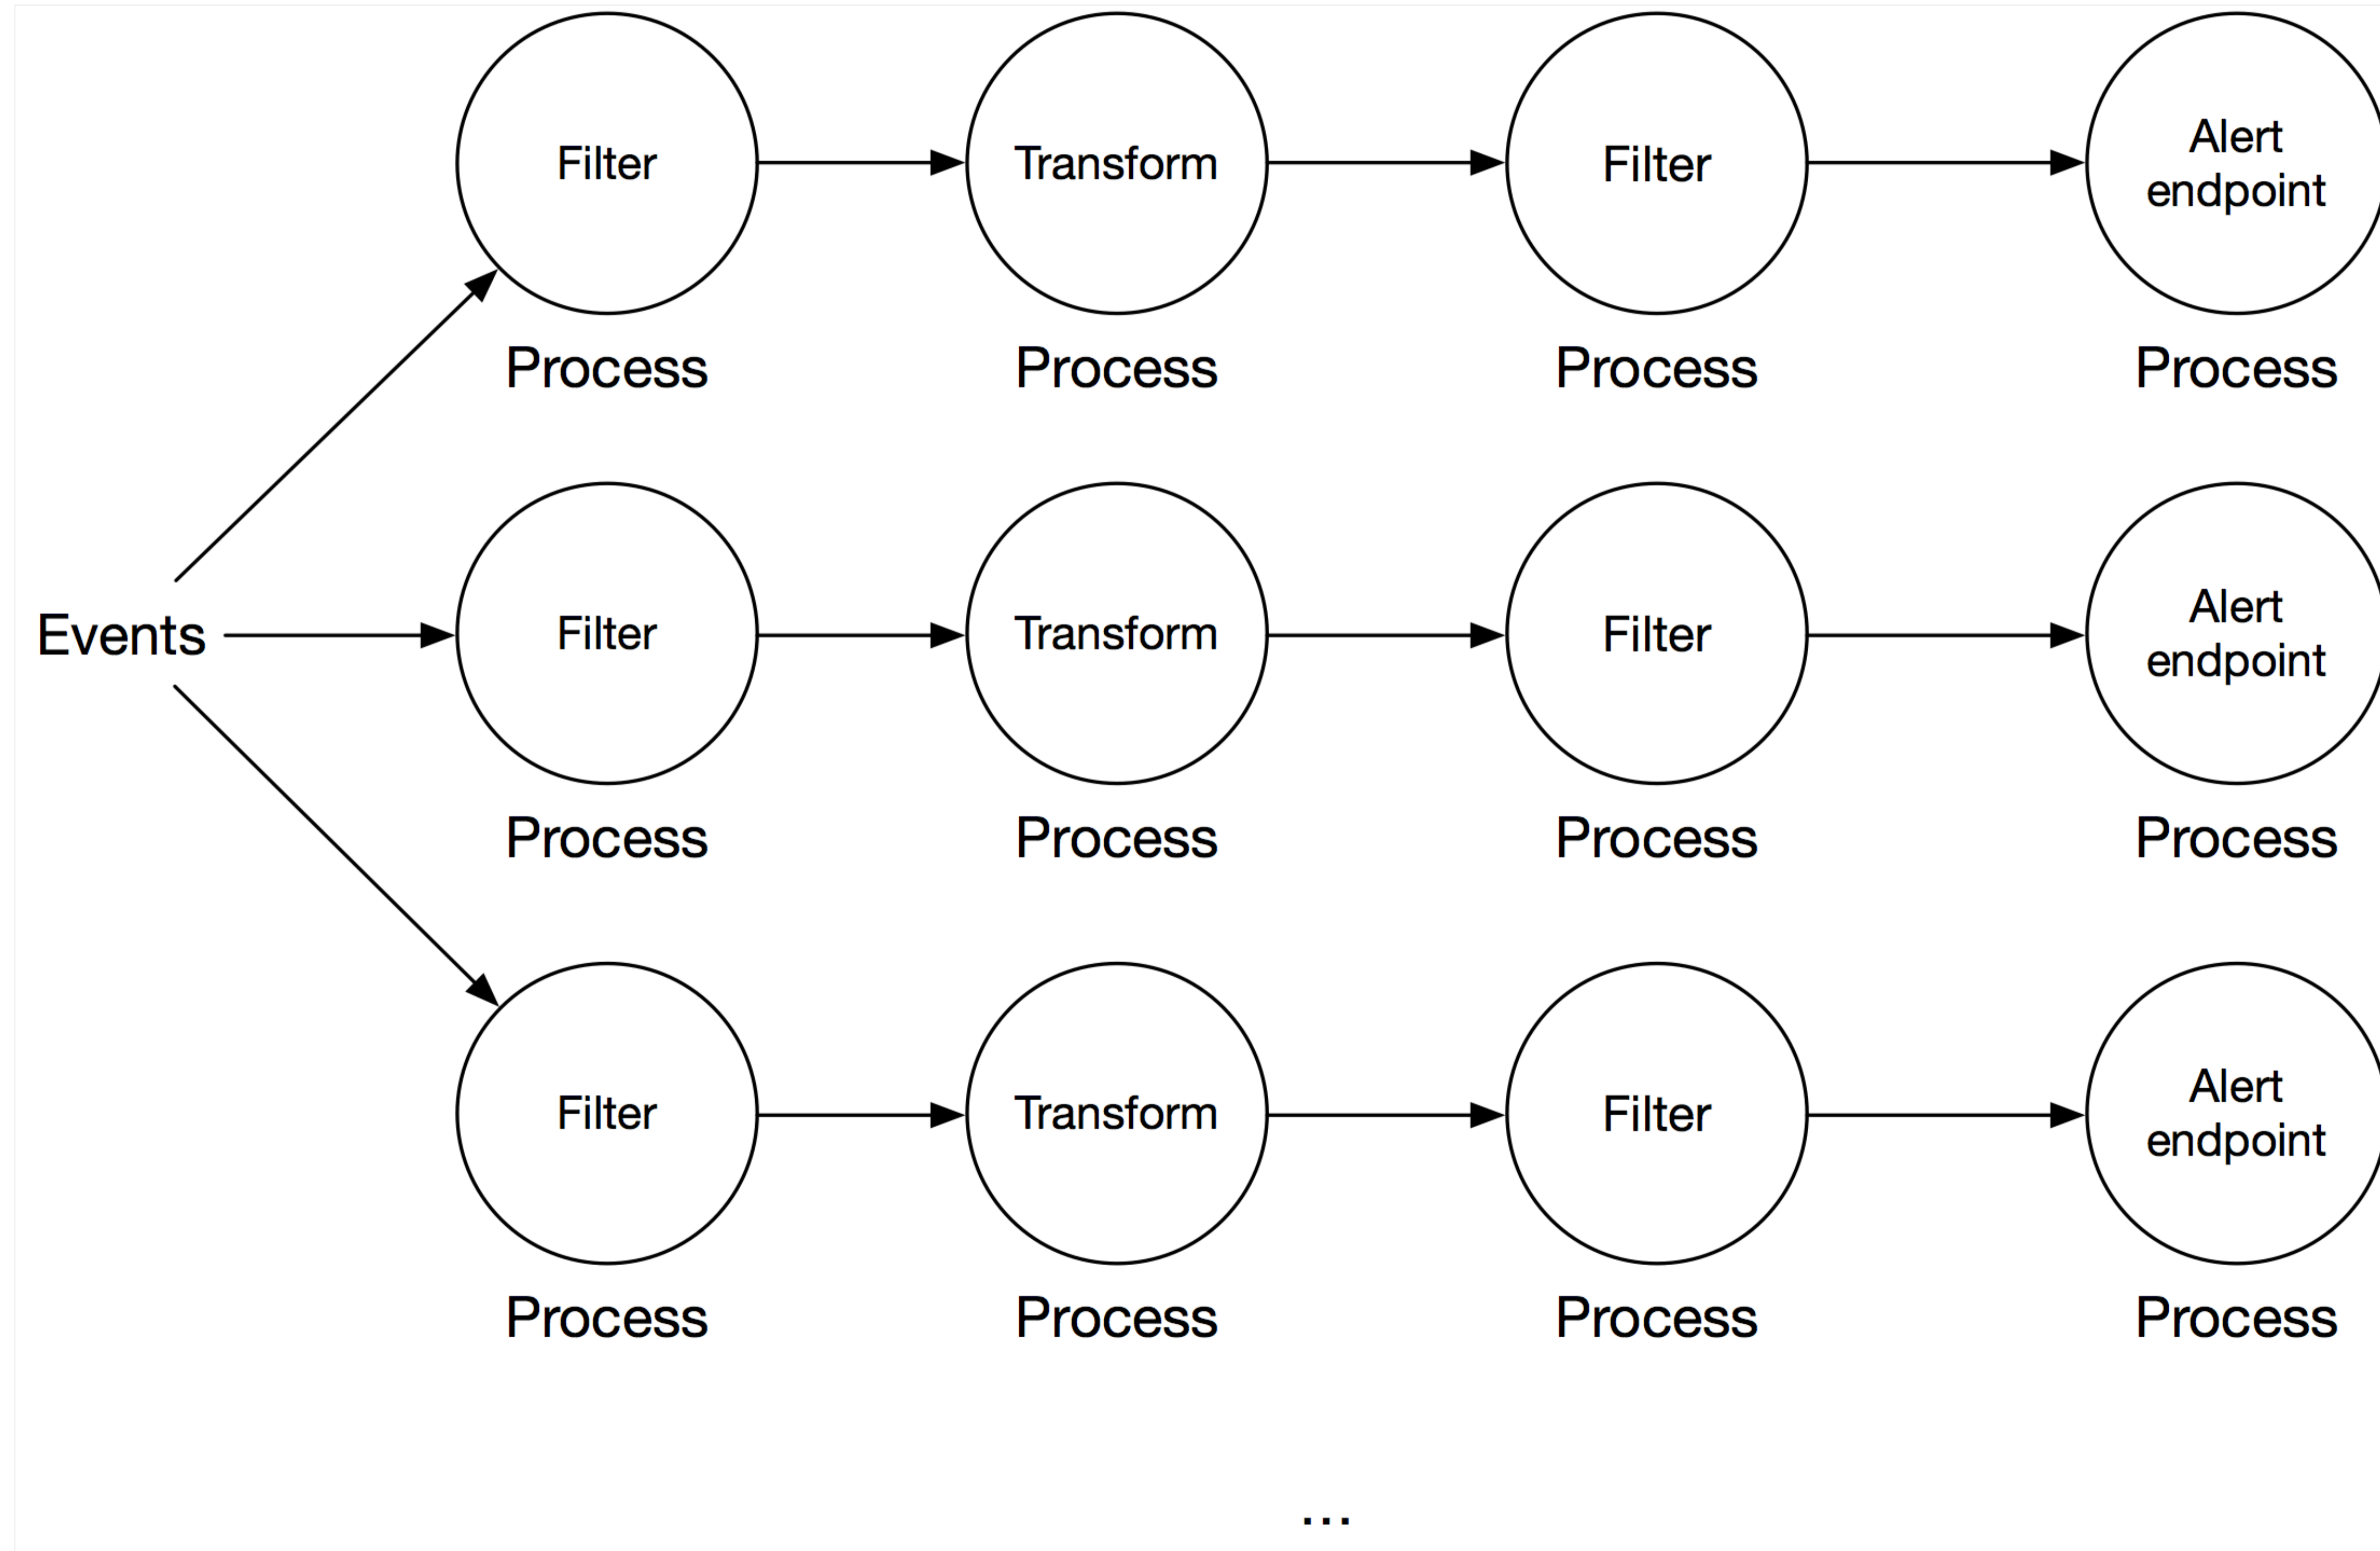 Filter
Transform
Filter
Alert
endpoint
Process
Process
Process
Process
Events
Filter
Transform
Filter
Alert
endpoint
Process
Process
Process
Process
Filter
Transform
Filter
Alert
endpoint
Process
Process
Process
Process
...